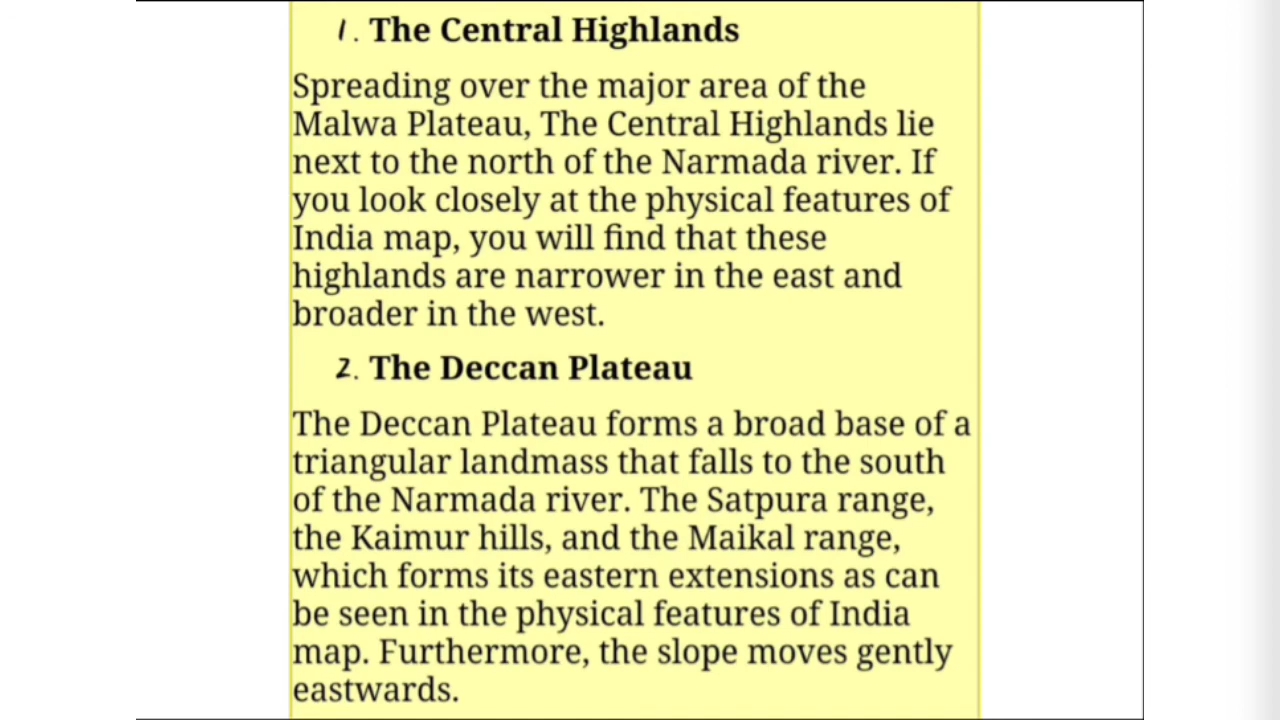 1. The Central Highlands
Spreading over the major area of the
Malwa Plateau, The Central Highlands lie
next to the north of the Narmada river. If
you look closely at the physical features of
India map, you will find that these
highlands are narrower in the east and
broader in the west.
2. The Deccan Plateau
The Deccan Plateau forms a broad base of a
triangular landmass that falls to the south
of the Narmada river. The Satpura range,
the Kaimur hills, and the Maikal range,
which forms its eastern extensions as can
be seen in the physical features of India
map. Furthermore, the slope moves gently
eastwards.